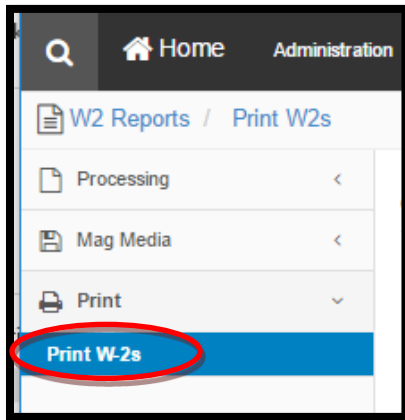 Home Administration
W2 Reports / Print W2s
Processing
Mag Media
Print
Print W-2s